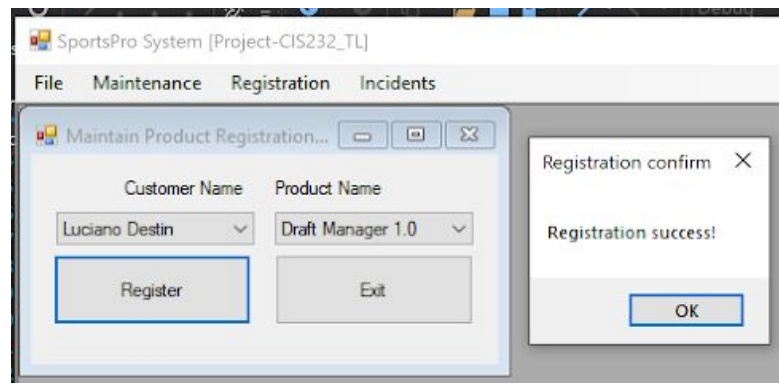 Debug
SportsPro System [Project-CIS232_TL]
File Maintenance Registration Incidents
Maintain Product Registration...
Customer Name Product Name
Luciano Destin Draft Manager 1.0
Register Exit
Registration confirm
Registration success!
OK